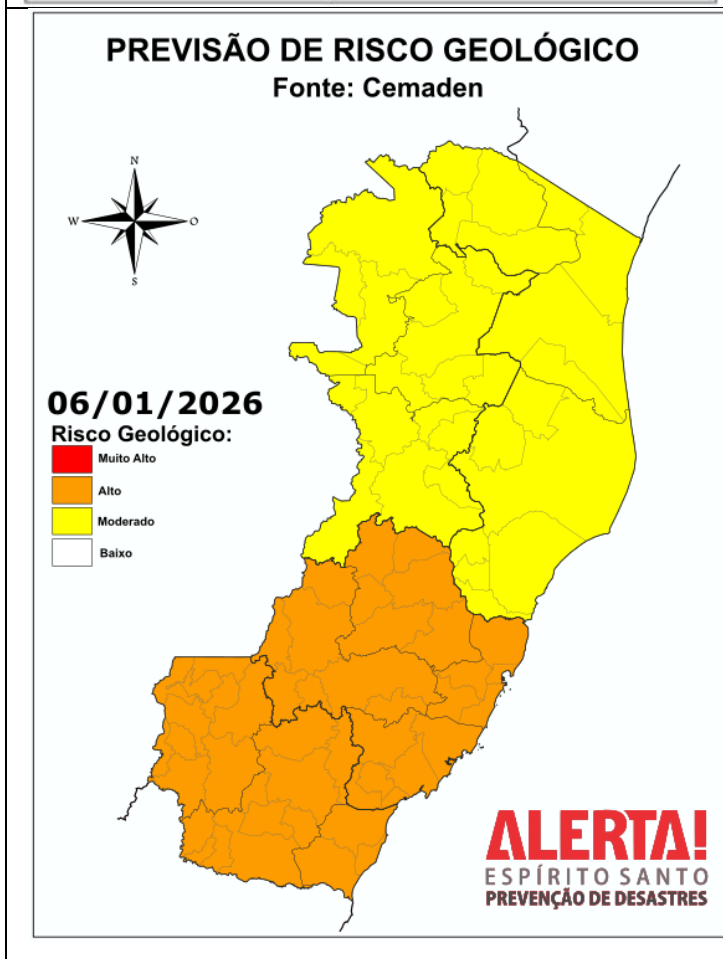 PREVISÃO DE RISCO GEOLÓGICO
Fonte: Cemaden
N
W O
S
06/01/2026
Risco Geológico:
Muito Alto
Alto
Moderado
Baixo
ALERTA!
ESPÍRITO SANTO
PREVENÇÃO DE DESASTRES